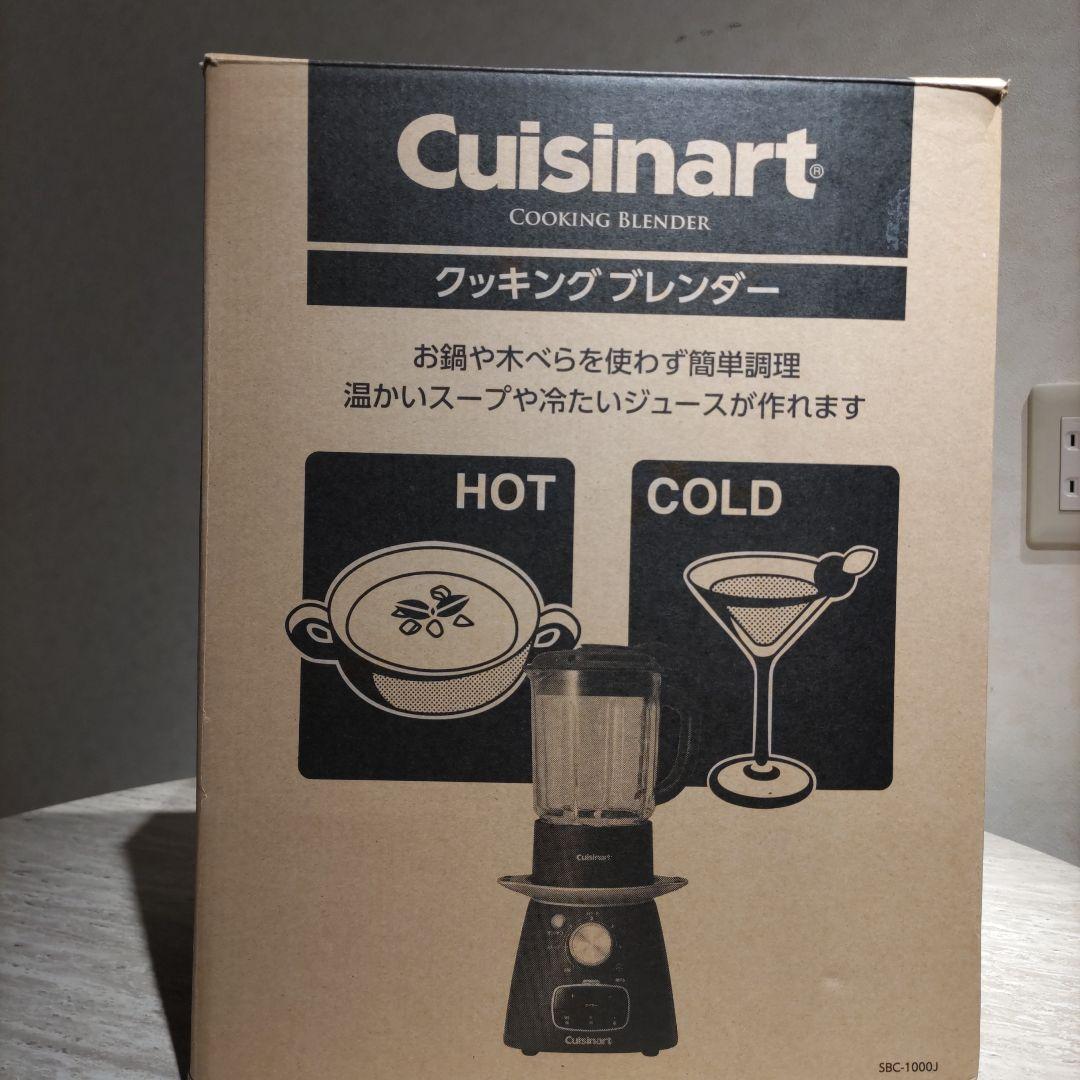 Cuisinart®
COOKING BLENDER
クッキング ブレンダー
お鍋や木べらを使わず簡単調理
温かいスープや冷たいジュースが作れます
HOT
COLD
Cuisinart
Cuisinart
SBC-1000J